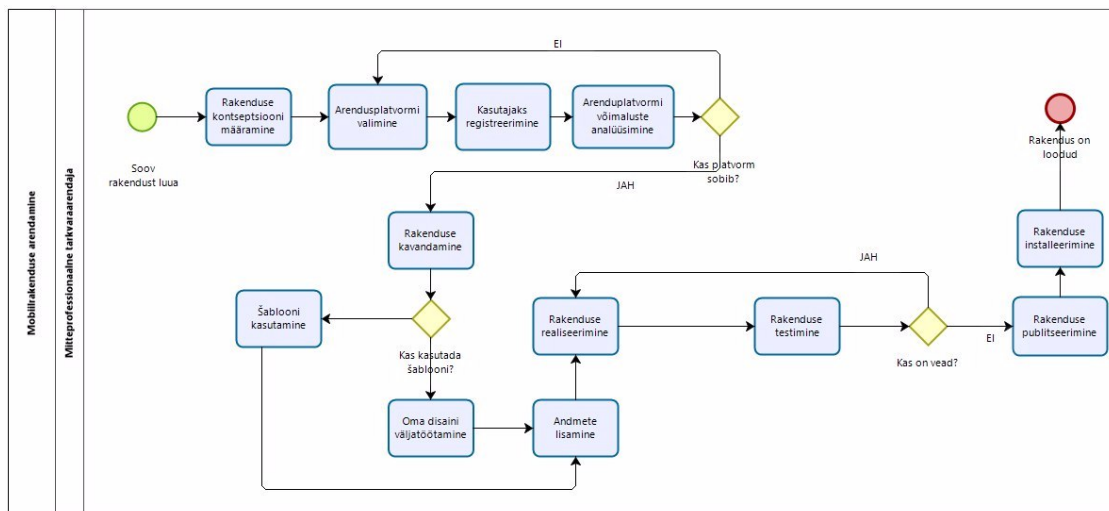 Mobiilirakenduse arendamine
Mitteprofessionaalne tarkvaraarendaja
Soov
rakendust luua
Rakenduse
kontseptsiooni
määramine
Arendusplatvormi
valimine
Kasutajaks
registreerimine
Arenduplatvormi
võimaluste
analüüsimine
EI
Kas platvorm
sobib?
JAH
Rakenduse
kavandamine
Kas kasutada
šablooni?
Šablooni
kasutamine
Oma disaini
väljatöötamine
Andmete
lisamine
Rakenduse
realiseerimine
Rakenduse
testimine
JAH
Kas on vead?
EI
Rakenduse
publitseerimine
Rakenduse
installeerimine
Rakendus on
loodud